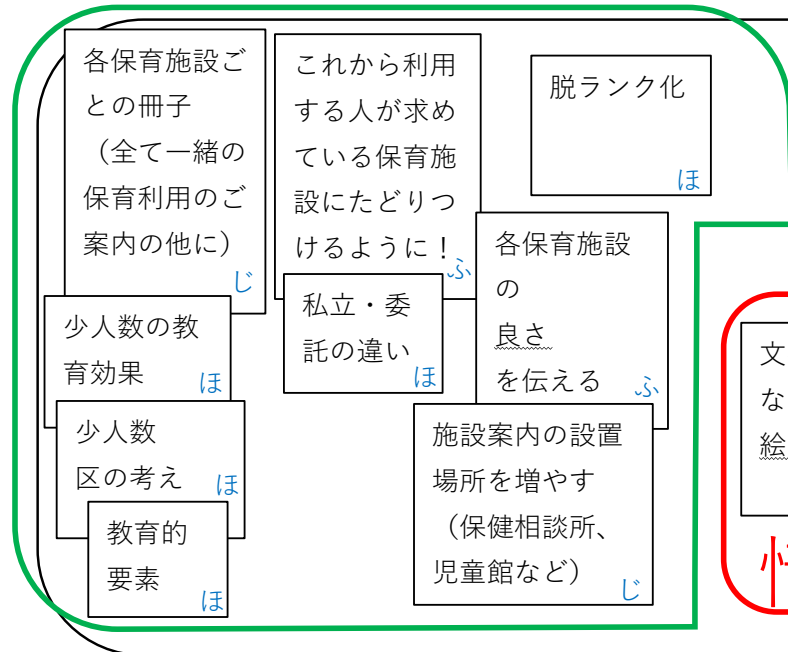 各保育施設ご
との冊子
（全て一緒の
保育利用のご
案内の他に）
じ
これから利用
する人が求め
ている保育施
設にたどりつ
けるように！
ふ
脱ランク化
ほ
少人数の教
育効果
ほ
私立・委
託の違い
ほ
各保育施設
の
良さ
を伝える
ふ
少人数
区の考え
ほ
教育的
要素
ほ
施設案内の設置
場所を増やす
（保健相談所、
児童館など）
じ
文
な
絵